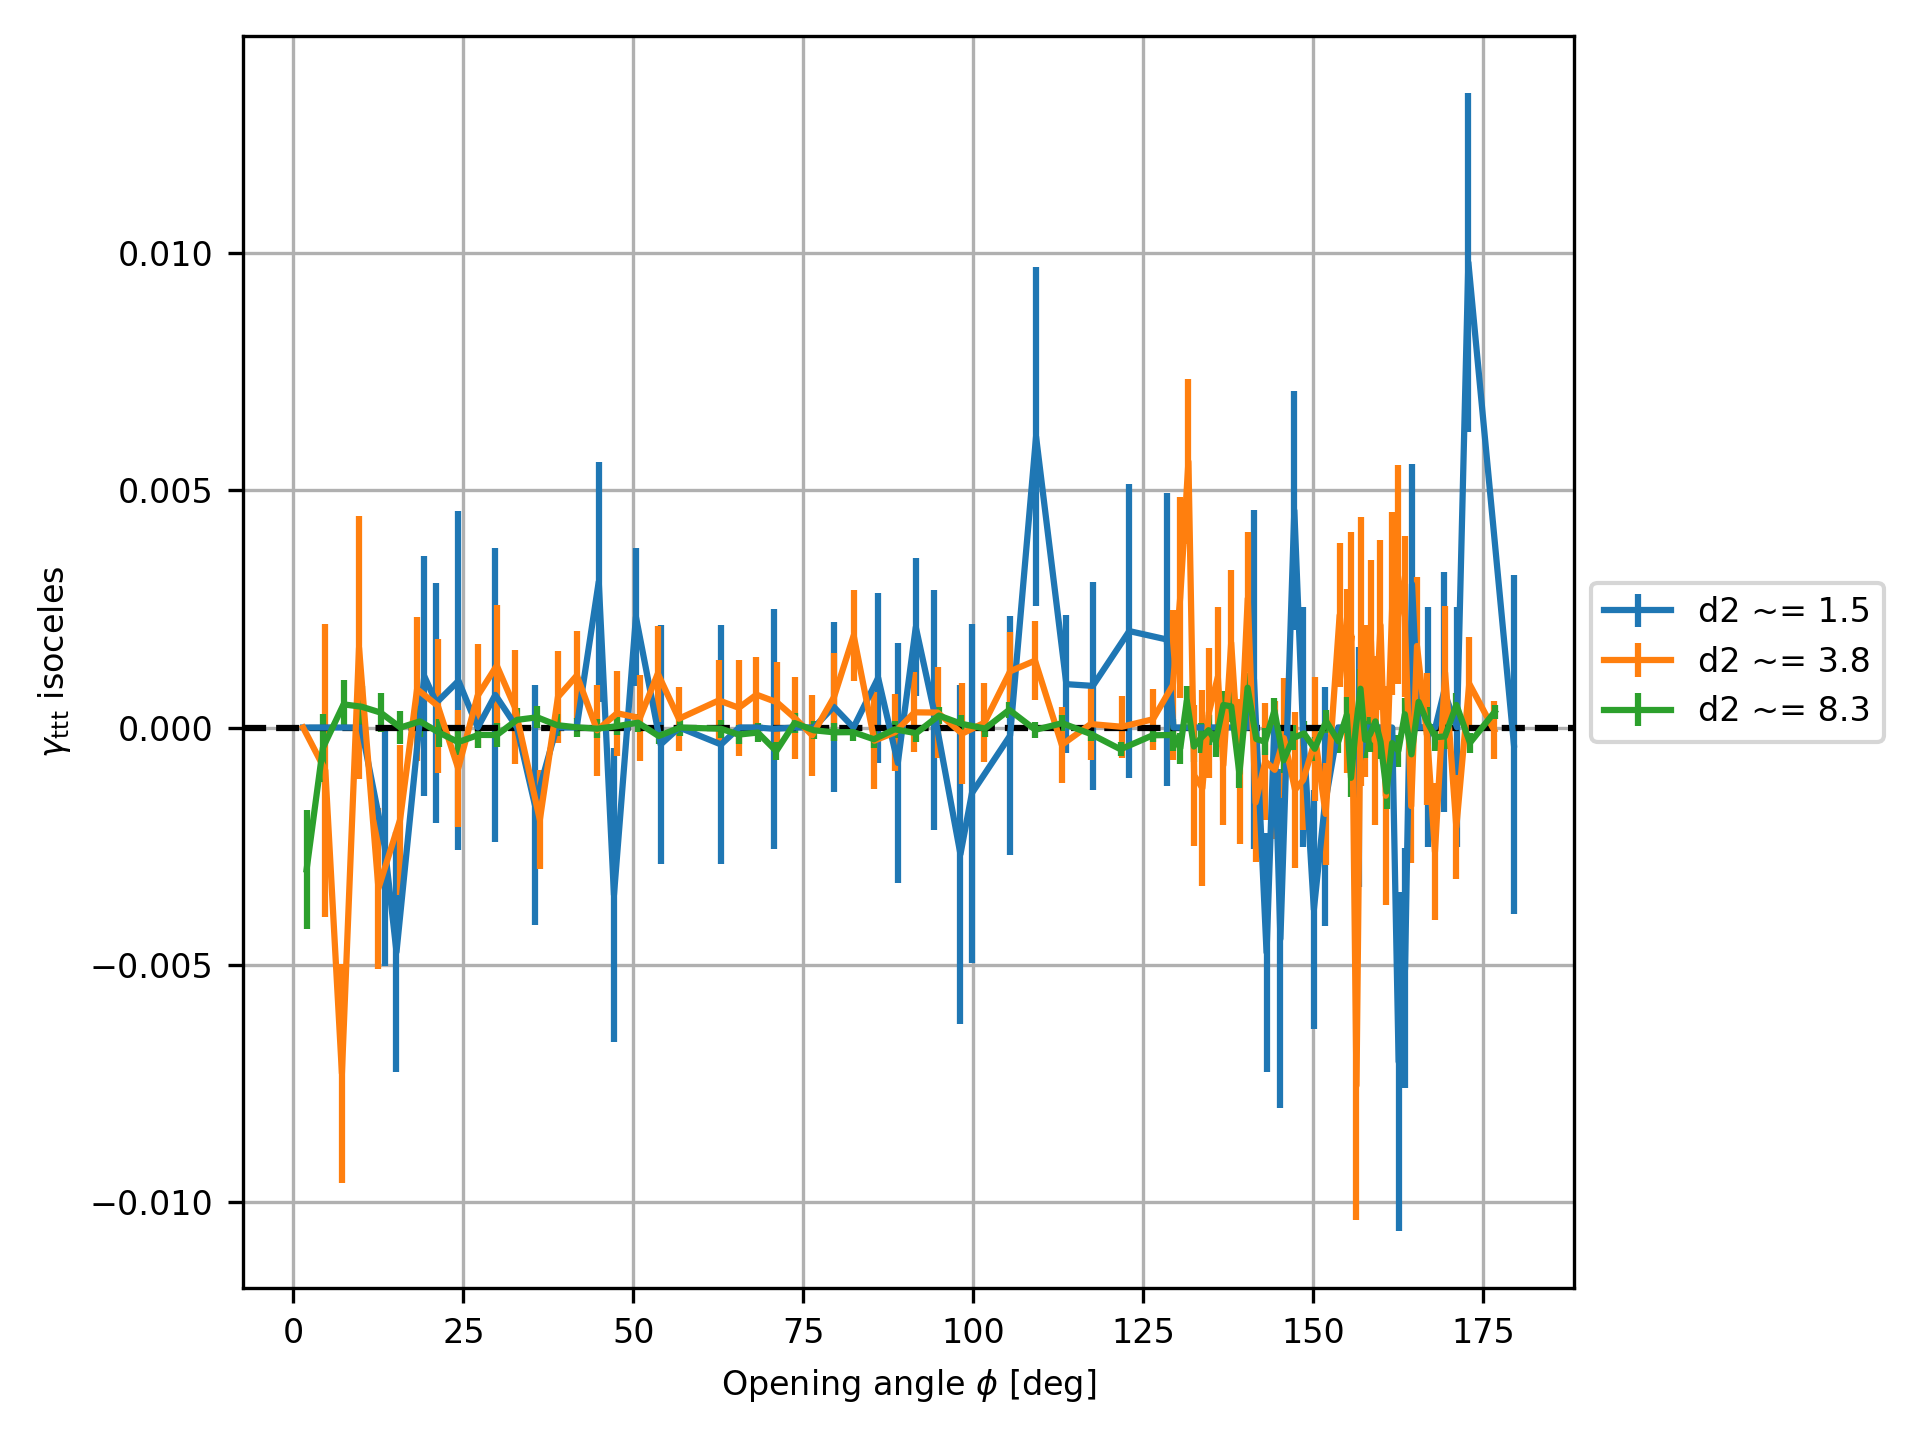 0.010
0.005
0.000
−0.005
−0.010
γttt isoceles
0 25 50 75 100 125 150 175
Opening angle ϕ [deg]
d2 ~= 1.5
d2 ~= 3.8
d2 ~= 8.3